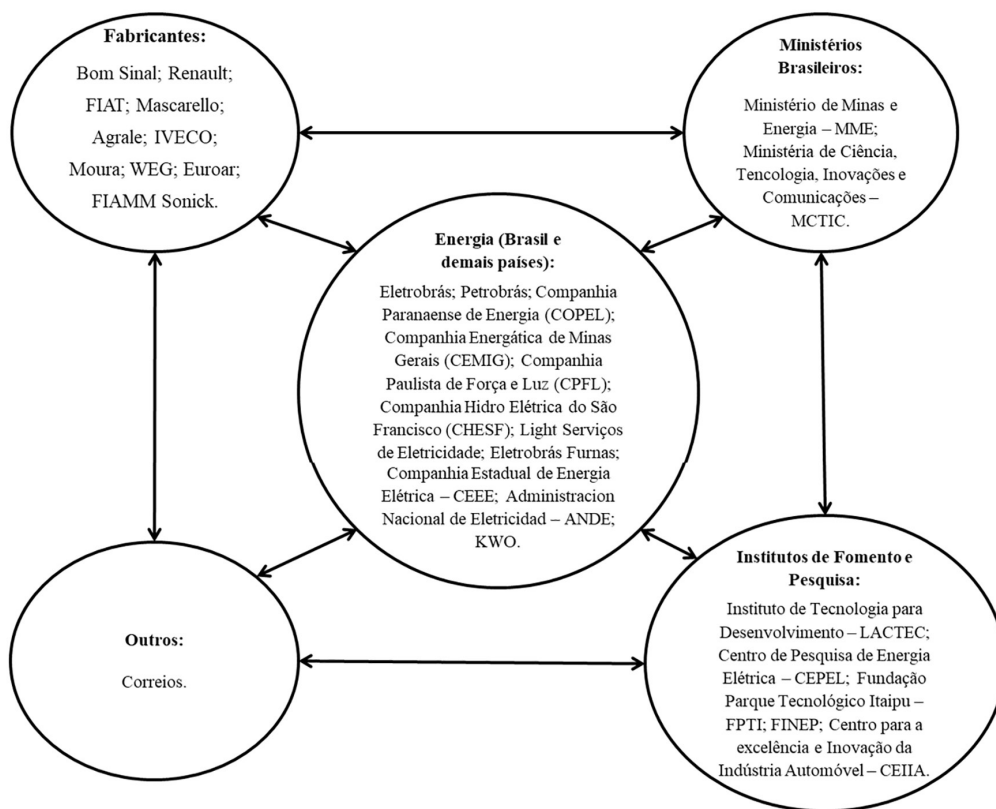 Fabricantes:
Bom Sinal; Renault;
FIAT; Mascarello;
Agrale; IVECO;
Moura; WEG; Euroar;
FIAMM Sonick.
Ministérios
Brasileiros:
Ministério de Minas e
Energia – MME;
Ministéria de Ciência,
Tencologia, Inovações e
Comunicações –
MCTIC.
Energia (Brasil e
demais países):
Eletrobrás; Petrobrás; Companhia
Paranaense de Energia (COPEL);
Companhia Energática de Minas
Gerais (CEMIG); Companhia
Paulista de Força e Luz (CPFL);
Companhia Hidro Elétrica do São
Francisco (CHESF); Light Serviços
de Eletricidade; Eletrobrás Furnas;
Companhia Estadual de Energia
Elétrica – CEEE; Administracion
Nacional de Eletricidad – ANDE;
KWO.
Outros:
Correios.
Institutos de Fomento e
Pesquisa:
Instituto de Tecnologia para
Desenvolvimento – LACTEC;
Centro de Pesquisa de Energia
Elétrica – CEPEL; Fundação
Parque Tecnológico Itaipu –
FPTI; FINEP; Centro para a
excelência e Inovação da
Indústria Automóvel – CEIIA.